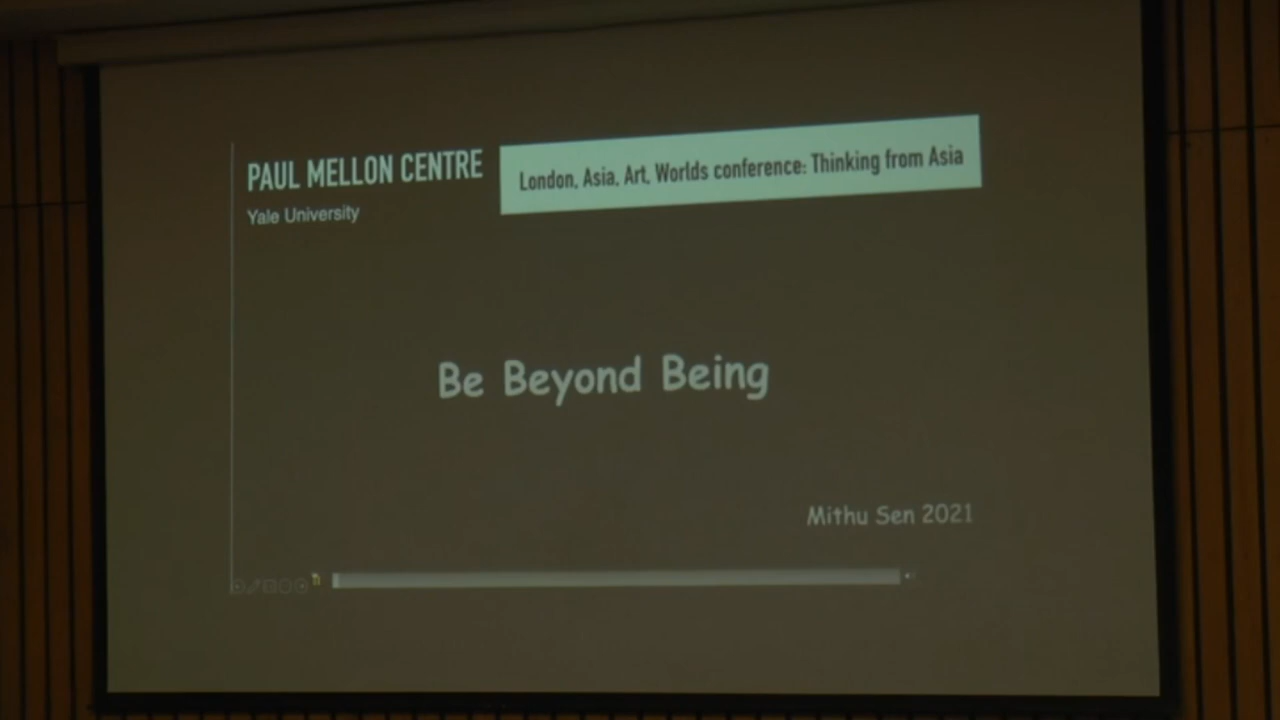 PAUL MELLON CENTRE
Yale University
London, Asia, Art, Worlds conference: Thinking from Asia
Be Beyond Being
Mithu Sen 2021